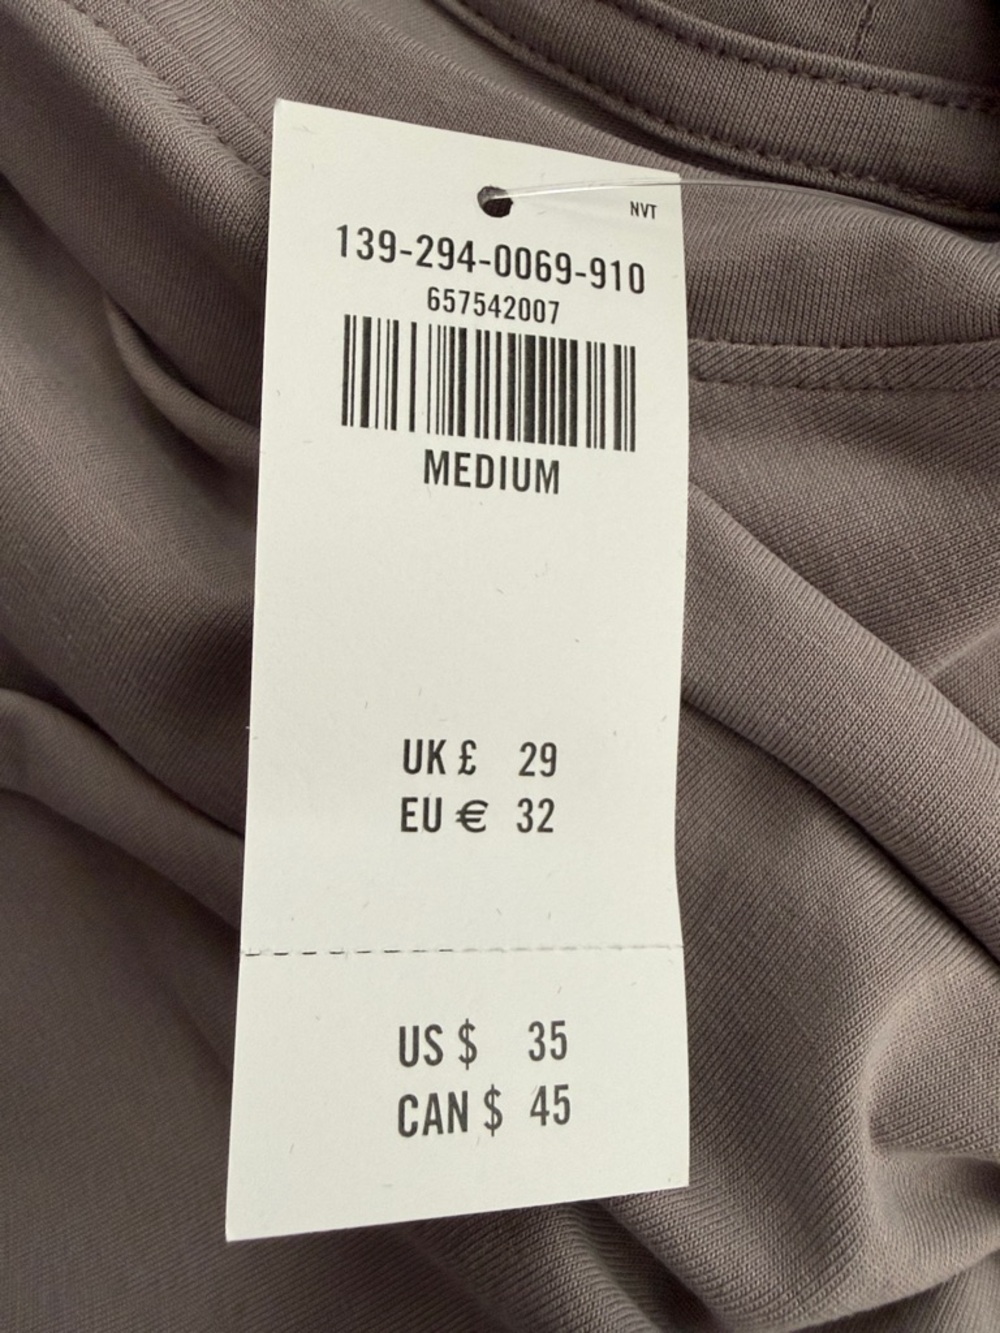 NVT
139-294-0069-910
657542007
MEDIUM
UK £ 29
EU € 32
US $ 35
CAN $ 45